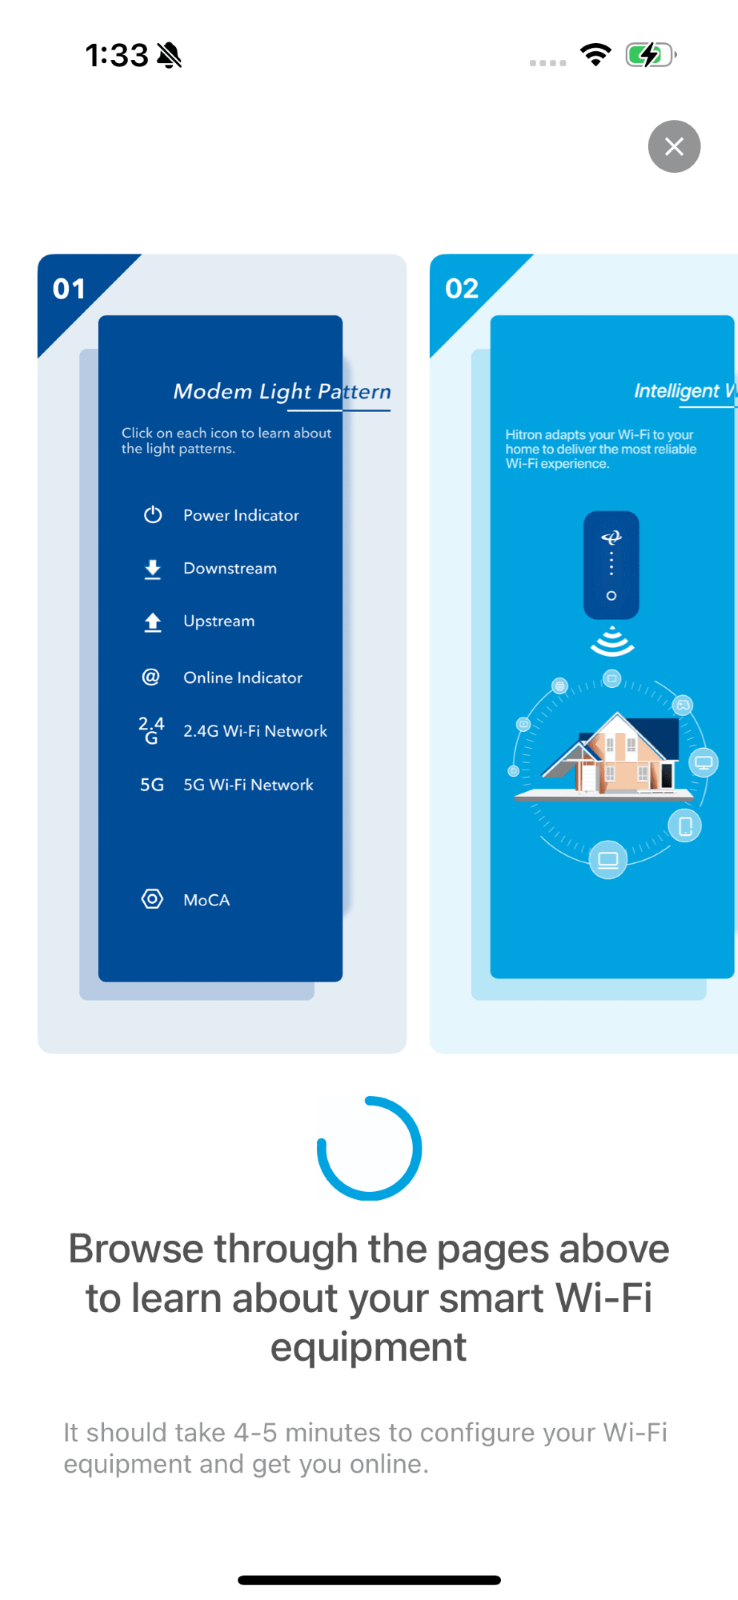 1:33
01
Modem Light Pattern
Click on each icon to learn about
the light patterns.
Power Indicator
Downstream
Upstream
@ Online Indicator
2.4
G 2.4G Wi-Fi Network
5G 5G Wi-Fi Network
MoCA
02
Intelligent
Hitron adapts your Wi-Fi to your
home to deliver the most reliable
Wi-Fi experience.
Browse through the pages above
to learn about your smart Wi-Fi
equipment
It should take 4-5 minutes to configure your Wi-Fi
equipment and get you online.